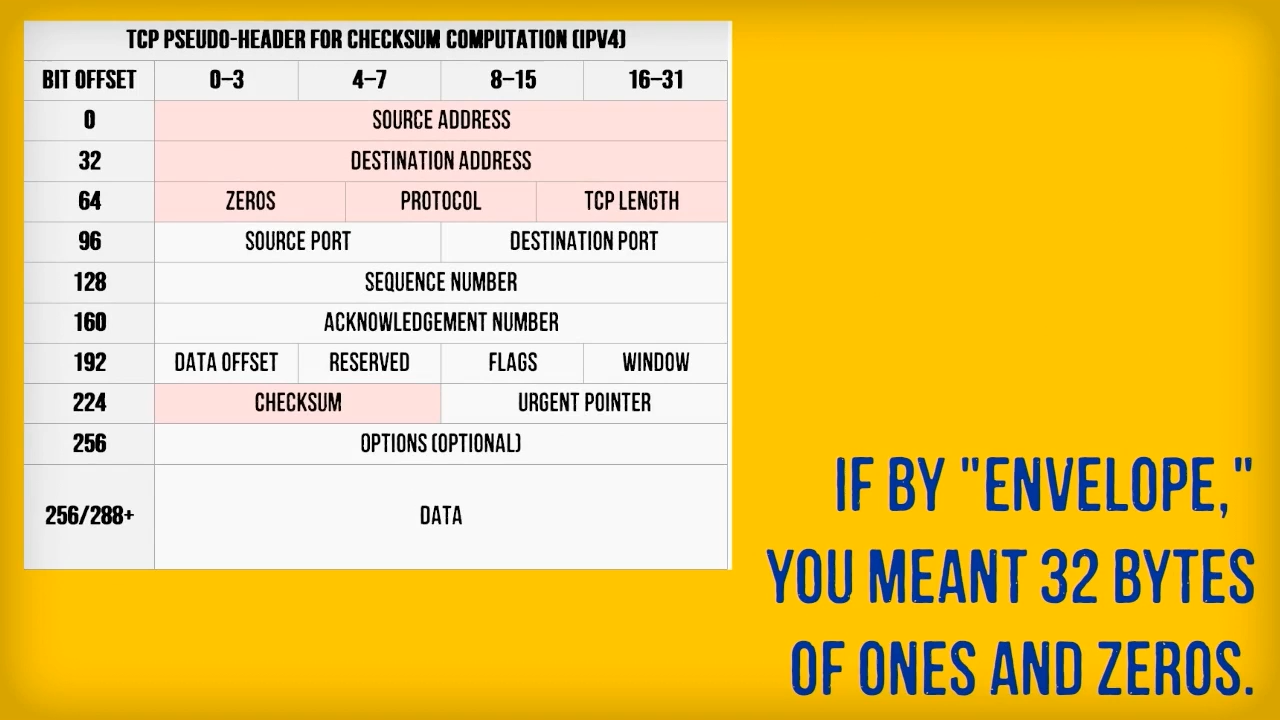 TCP PSEUDO-HEADER FOR CHECKSUM COMPUTATION (IPV4)
BIT OFFSET 0–3 4–7 8–15 16–31
0 SOURCE ADDRESS
32 DESTINATION ADDRESS
64 ZEROS PROTOCOL TCP LENGTH
96 SOURCE PORT DESTINATION PORT
128 SEQUENCE NUMBER
160 ACKNOWLEDGEMENT NUMBER
192 DATA OFFSET RESERVED FLAGS WINDOW
224 CHECKSUM URGENT POINTER
256 OPTIONS (OPTIONAL)
256/288+ DATA
IF BY "ENVELOPE,"
YOU MEANT 32 BYTES
OF ONES AND ZEROS.